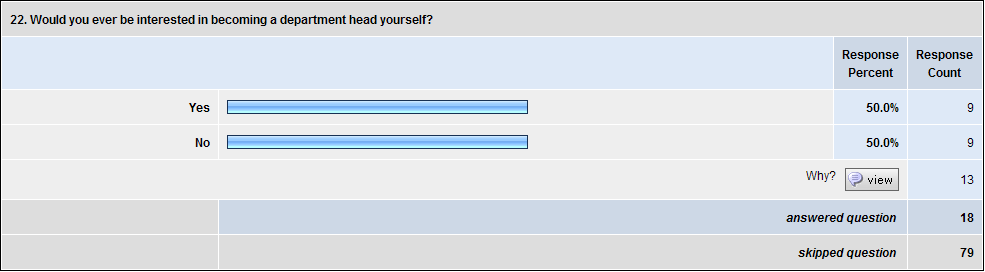 22. Would you ever be interested in becoming a department head yourself?
Response Percent Response Count
Yes 50.0% 9
No 50.0% 9
Why? view 13
answered question 18
skipped question 79